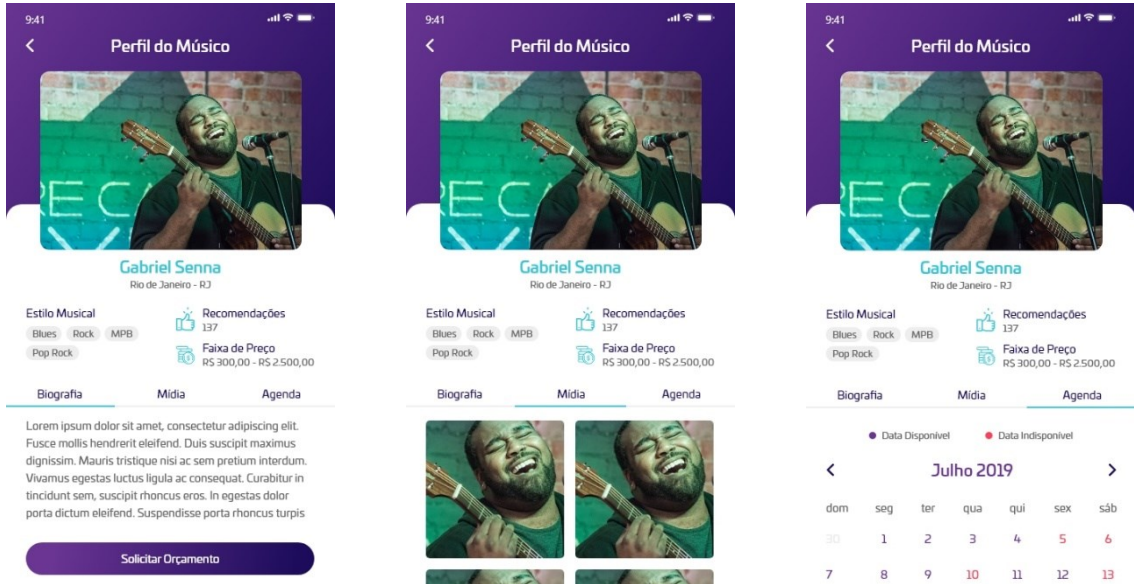 9:41
Perfil do Músico
Gabriel Senna
Rio de Janeiro - RJ
Estilo Musical
Blues Rock MPB
Pop Rock
Recomendações
137
Faixa de Preço
R$ 300,00 - R$ 2.500,00
Biografia Mídia Agenda
Lorem ipsum dolor sit amet, consectetur adipiscing elit.
Fusce mollis hendrerit eleifend. Duis suscipit maximus
dignissim. Mauris tristique nisi ac sem pretium interdum.
Vivamus egestas luctus ligula ac consequat. Curabitur in
tincidunt sem, suscipit rhoncus eros. In egestas dolor
porta dictum eleifend. Suspendisse porta rhoncus turpis
Solicitar Orçamento
9:41
Perfil do Músico
Gabriel Senna
Rio de Janeiro - RJ
Estilo Musical
Blues Rock MPB
Pop Rock
Recomendações
137
Faixa de Preço
R$ 300,00 - R$ 2.500,00
Biografia Mídia Agenda
9:41
Perfil do Músico
Gabriel Senna
Rio de Janeiro - RJ
Estilo Musical
Blues Rock MPB
Pop Rock
Recomendações
137
Faixa de Preço
R$ 300,00 - R$ 2.500,00
Biografia Mídia Agenda
Data Disponível Data Indisponível
Julho 2019
dom seg ter qua qui sex sáb
30 1 2 3 4 5 6
7 8 9 10 11 12 13